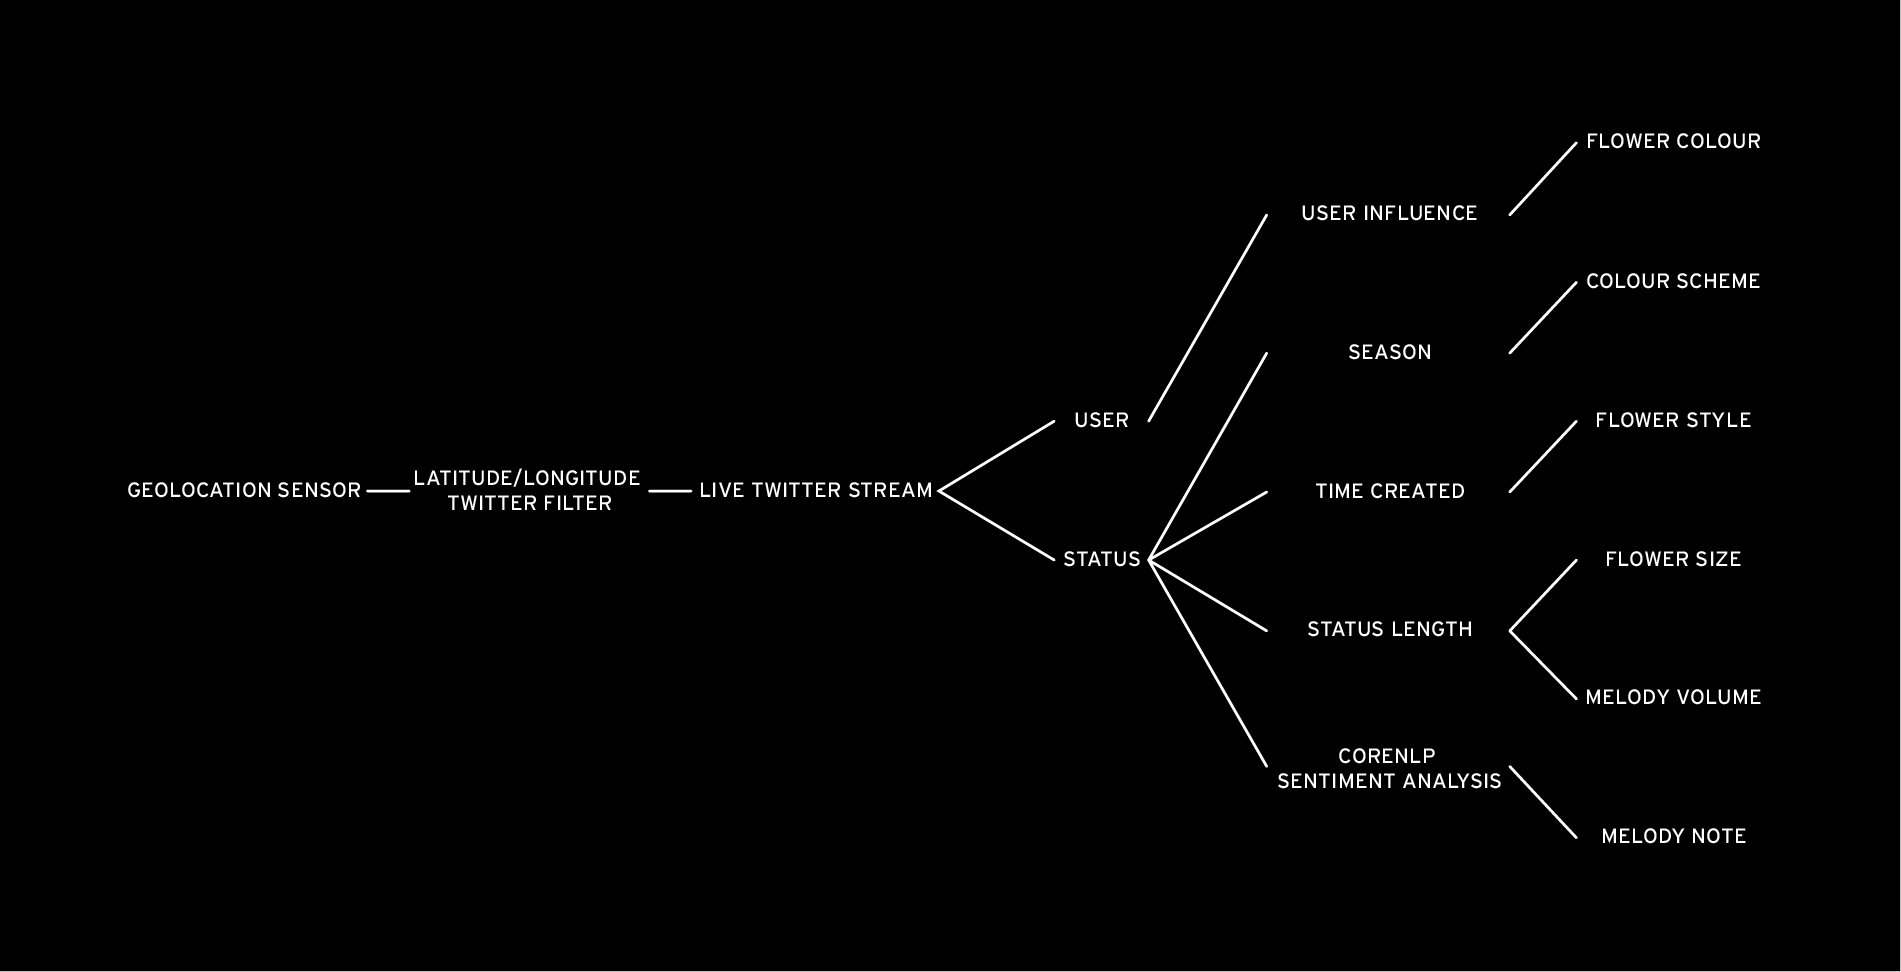 GEOLOCATION SENSOR
LATITUDE/LONGITUDE
TWITTER FILTER
LIVE TWITTER STREAM
USER
STATUS
USER INFLUENCE
SEASON
TIME CREATED
STATUS LENGTH
CORENLP
SENTIMENT ANALYSIS
FLOWER COLOUR
COLOUR SCHEME
FLOWER STYLE
FLOWER SIZE
MELODY VOLUME
MELODY NOTE